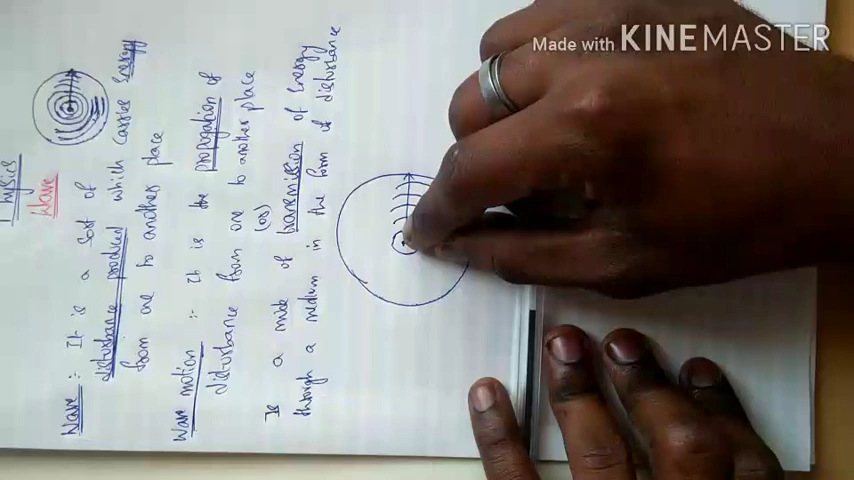 Made with KINEMASTER
Physics
Wave
Wave :- It is a sort of
disturbance produced which carries Energy
from one to another place
Wave motion :- It is the propagation of
disturbance from one to another place
(or)
Is a mode of transmission of Energy
through a medium in the form of disturbance